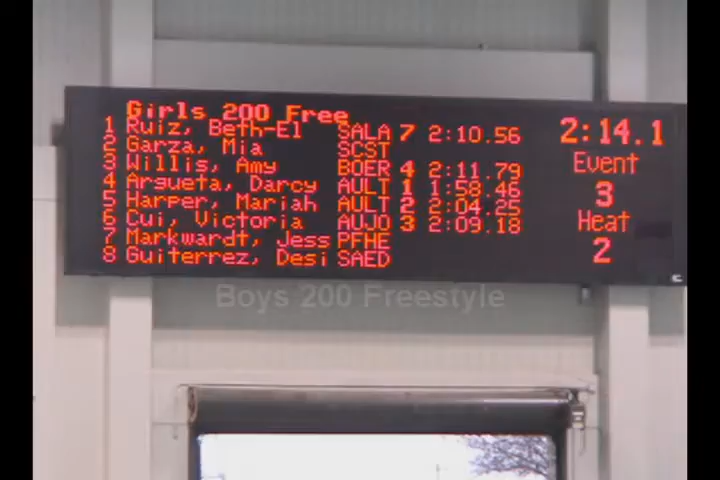 Girls 200 Free
1 Ruiz, Beth-El SALA 7 2:10.56
2 Garza, Mia SCST
3 Willis, Amy BOER 4 2:11.79
4 Argueta, Darcy AULT 1 1:58.46
5 Harper, Mariah AULT 2 2:04.25
6 Cui, Victoria AUJO 3 2:09.18
7 Markwardt, Jess PFHE
8 Guiterrez, Desi SAED
2:14.1
Event
3
Heat
2
Boys 200 Freestyle